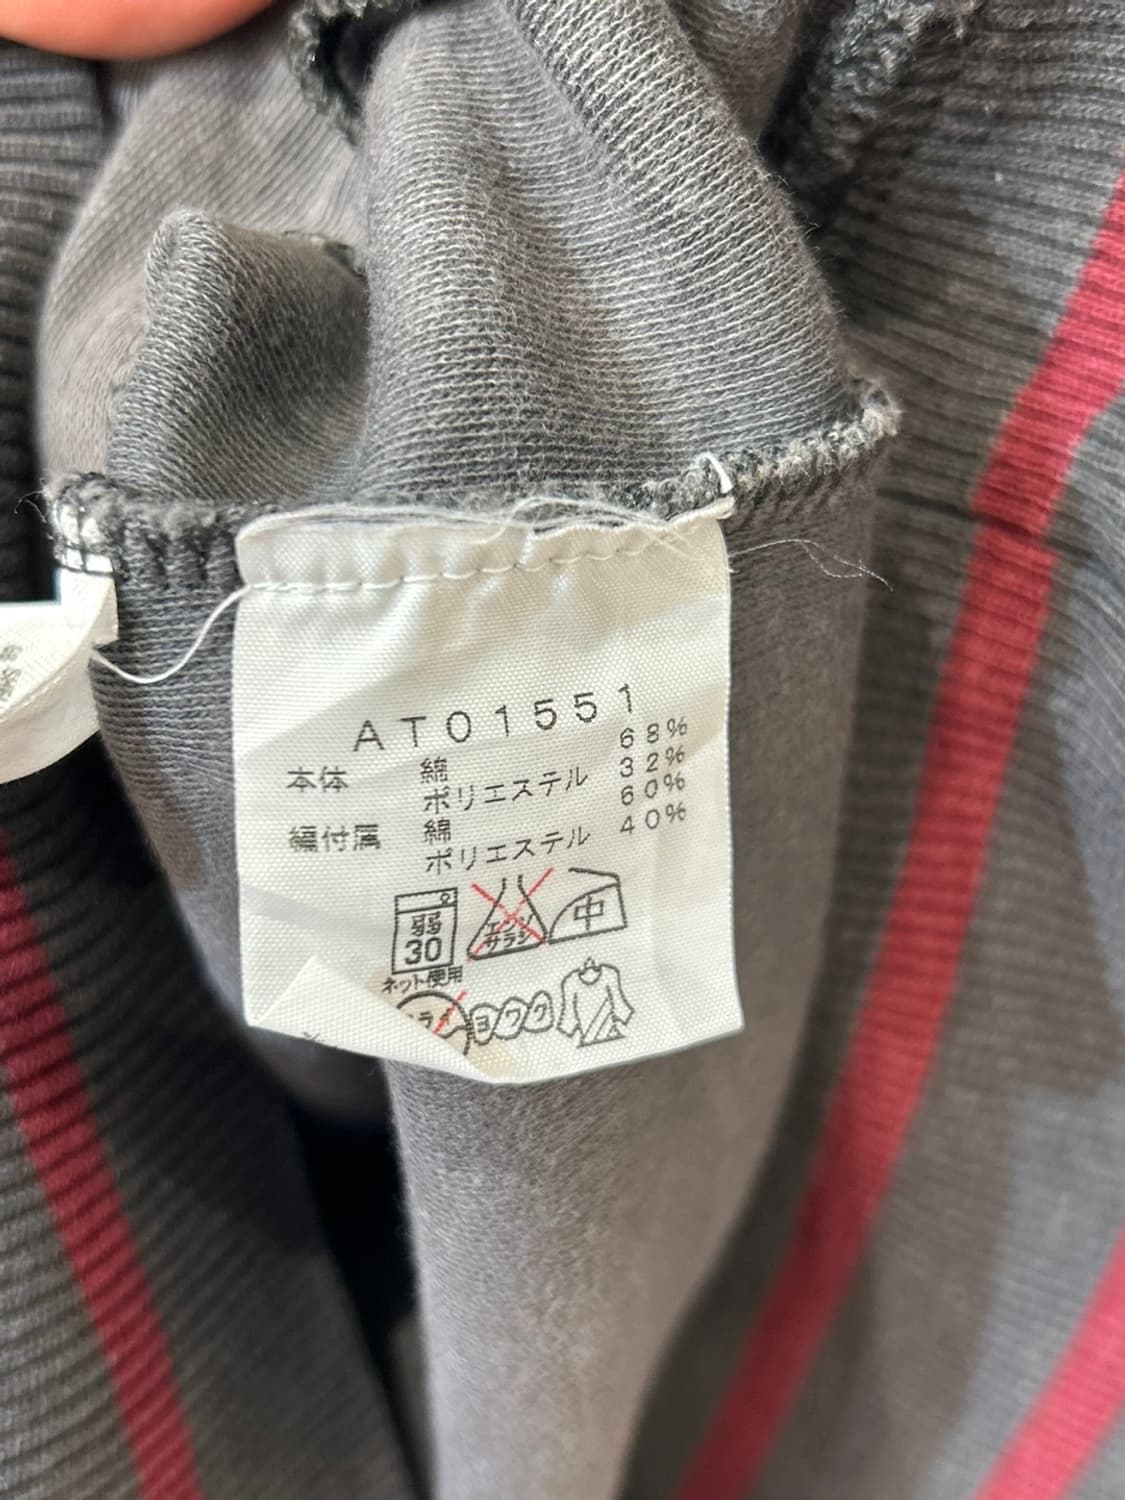 AT01551
本体 綿 68%
ポリエステル 32%
編付属 綿 60%
ポリエステル 40%
弱 エンソ 中
30 サラシ
ネット使用
ヨワク